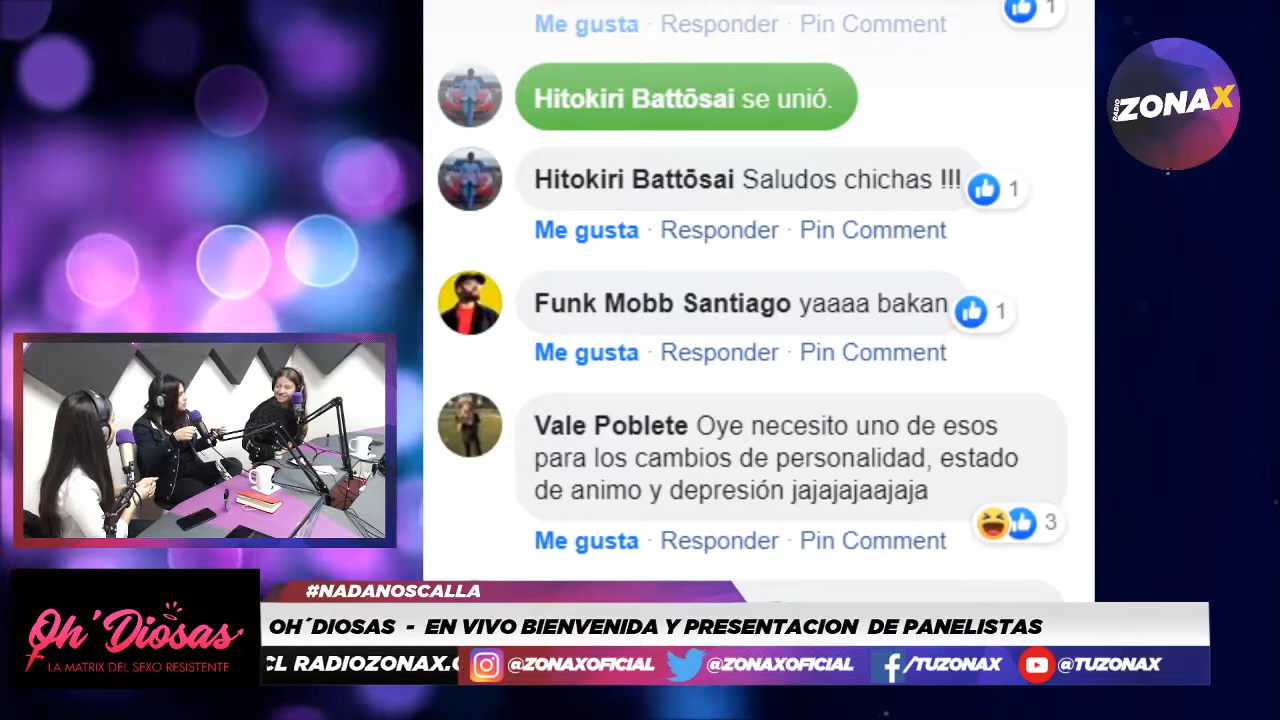 1
Me gusta · Responder · Pin Comment
Hitokiri Battōsai se unió.
Hitokiri Battōsai Saludos chichas !!!
1
Me gusta · Responder · Pin Comment
Funk Mobb Santiago yaaaa bakan
1
Me gusta · Responder · Pin Comment
Vale Poblete Oye necesito uno de esos
para los cambios de personalidad, estado
de animo y depresión jajajajaajaja
3
Me gusta · Responder · Pin Comment
RADIO ZONAX
Oh' Diosas
LA MATRIX DEL SEXO RESISTENTE
#NADANOSCALLA
OH´DIOSAS - EN VIVO BIENVENIDA Y PRESENTACION DE PANELISTAS
CL RADIOZONAX.C
@ZONAXOFICIAL @ZONAXOFICIAL /TUZONAX @TUZONAX